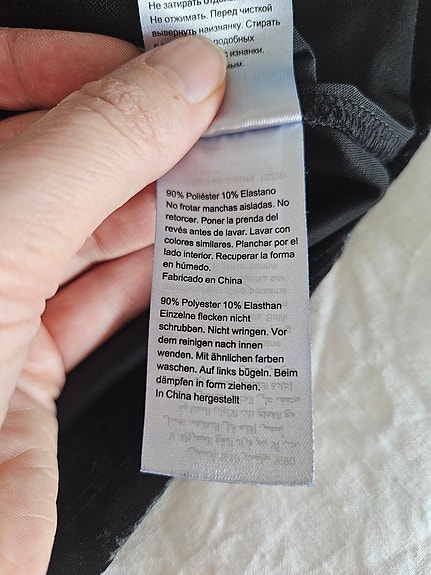 Не затирать отдел
Не отжимать. Перед чисткой
вывернуть наизнанку. Стирать
подобных
с изнанки.
90% Poliéster 10% Elastano
No frotar manchas aisladas. No
retorcer. Poner la prenda del
revés antes de lavar. Lavar con
colores similares. Planchar por el
lado interior. Recuperar la forma
en húmedo.
Fabricado en China
90% Polyester 10% Elasthan
Einzelne flecken nicht
schrubben. Nicht wringen. Vor
dem reinigen nach innen
wenden. Mit ähnlichen farben
waschen. Auf links bügeln. Beim
dämpfen in form ziehen.
In China hergestellt